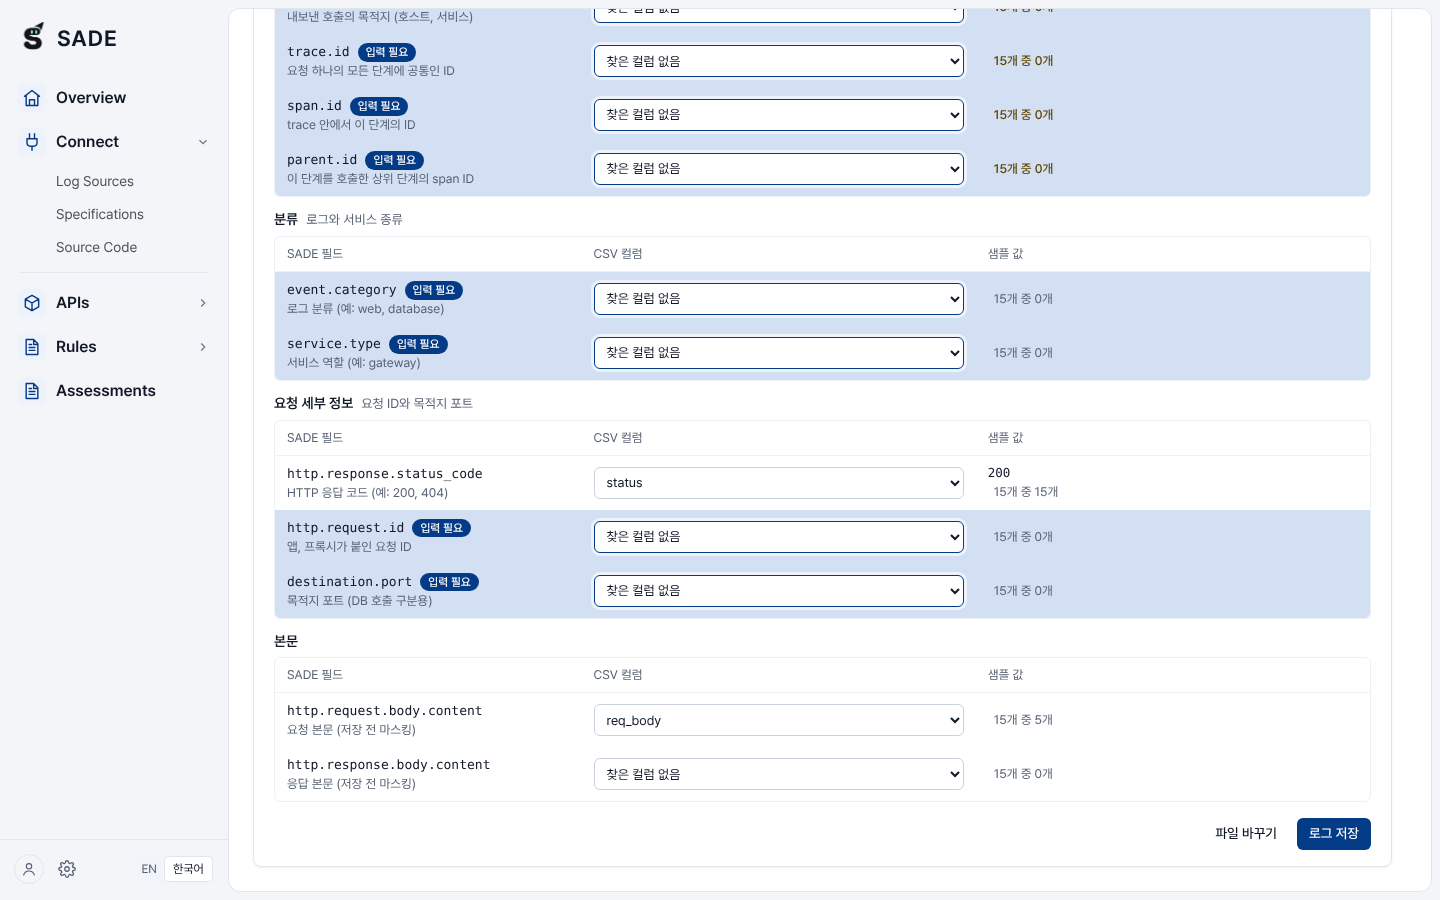 SADE
Overview
Connect
Log Sources
Specifications
Source Code
APIs
Rules
Assessments
EN 한국어
내보낸 호출의 목적지 (호스트, 서비스)
찾은 컬럼 없음
15개 중 0개
trace.id 입력 필요
요청 하나의 모든 단계에 공통인 ID
찾은 컬럼 없음
15개 중 0개
span.id 입력 필요
trace 안에서 이 단계의 ID
찾은 컬럼 없음
15개 중 0개
parent.id 입력 필요
이 단계를 호출한 상위 단계의 span ID
찾은 컬럼 없음
15개 중 0개
분류 로그와 서비스 종류
SADE 필드 CSV 컬럼 샘플 값
event.category 입력 필요
로그 분류 (예: web, database)
찾은 컬럼 없음
15개 중 0개
service.type 입력 필요
서비스 역할 (예: gateway)
찾은 컬럼 없음
15개 중 0개
요청 세부 정보 요청 ID와 목적지 포트
SADE 필드 CSV 컬럼 샘플 값
http.response.status_code
HTTP 응답 코드 (예: 200, 404)
status
200
15개 중 15개
http.request.id 입력 필요
앱, 프록시가 붙인 요청 ID
찾은 컬럼 없음
15개 중 0개
destination.port 입력 필요
목적지 포트 (DB 호출 구분용)
찾은 컬럼 없음
15개 중 0개
본문
SADE 필드 CSV 컬럼 샘플 값
http.request.body.content
요청 본문 (저장 전 마스킹)
req_body
15개 중 5개
http.response.body.content
응답 본문 (저장 전 마스킹)
찾은 컬럼 없음
15개 중 0개
파일 바꾸기 로그 저장